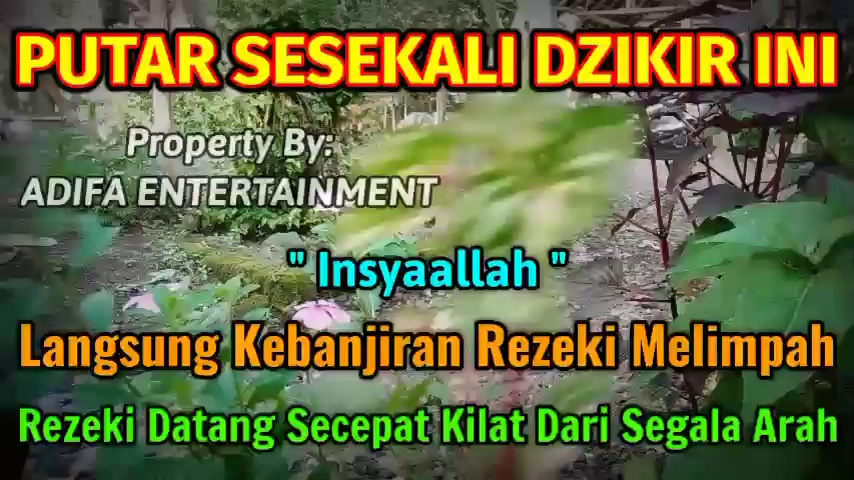 PUTAR SESEKALI DZIKIR INI
Property By:
ADIFA ENTERTAINMENT
" Insyaallah "
Langsung Kebanjiran Rezeki Melimpah
Rezeki Datang Secepat Kilat Dari Segala Arah